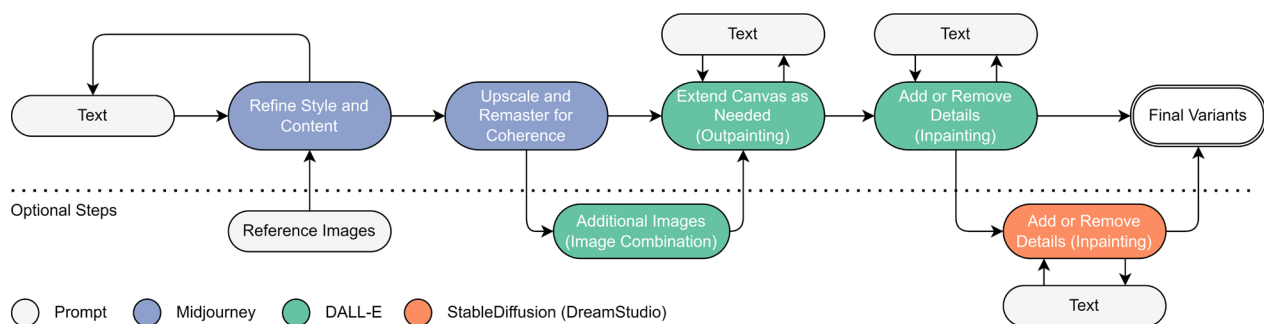 Text
Text
Text
Refine Style and
Content
Upscale and
Remaster for
Coherence
Extend Canvas as
Needed
(Outpainting)
Add or Remove
Details
(Inpainting)
Final Variants
Optional Steps
Reference Images
Additional Images
(Image Combination)
Add or Remove
Details (Inpainting)
Text
Prompt
Midjourney
DALL-E
StableDiffusion (DreamStudio)